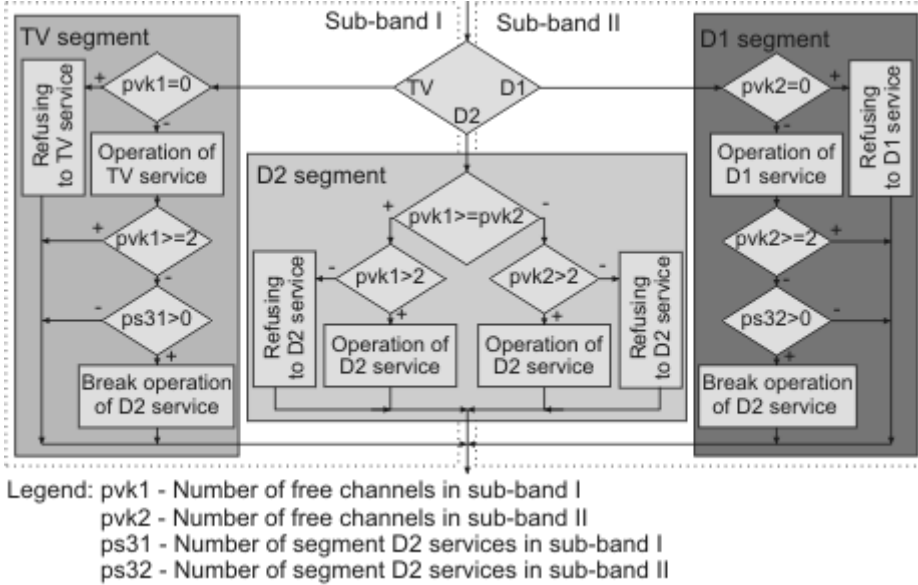 Sub-band I
Sub-band II
TV segment
D1 segment
TV
D1
D2
pvk1=0
+
-
Refusing
to TV service
Operation of
TV service
pvk1>=2
+
-
ps31>0
-
+
Break operation
of D2 service
D2 segment
pvk1>=pvk2
+
-
pvk1>2
-
+
pvk2>2
-
+
Refusing
to D2 service
Operation of
D2 service
Operation of
D2 service
Refusing
to D2 service
pvk2=0
+
-
Operation of
D1 service
Refusing
to D1 service
pvk2>=2
+
-
ps32>0
-
+
Break operation
of D2 service
Legend: pvk1 - Number of free channels in sub-band I
pvk2 - Number of free channels in sub-band II
ps31 - Number of segment D2 services in sub-band I
ps32 - Number of segment D2 services in sub-band II